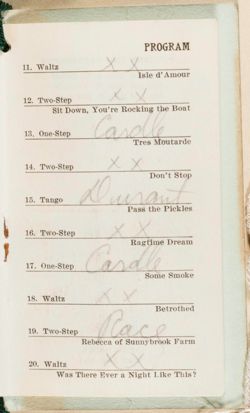 PROGRAM
11. Waltz X X
Isle d'Amour
12. Two-Step X X
Sit Down, You're Rocking the Boat
13. One-Step Cardle
Tres Moutarde
14. Two-Step X X
Don't Stop
15. Tango Durrant
Pass the Pickles
16. Two-Step X X
Ragtime Dream
17. One-Step Cardle
Some Smoke
18. Waltz X X
Betrothed
19. Two-Step Race
Rebecca of Sunnybrook Farm
20. Waltz X X
Was There Ever a Night Like This?